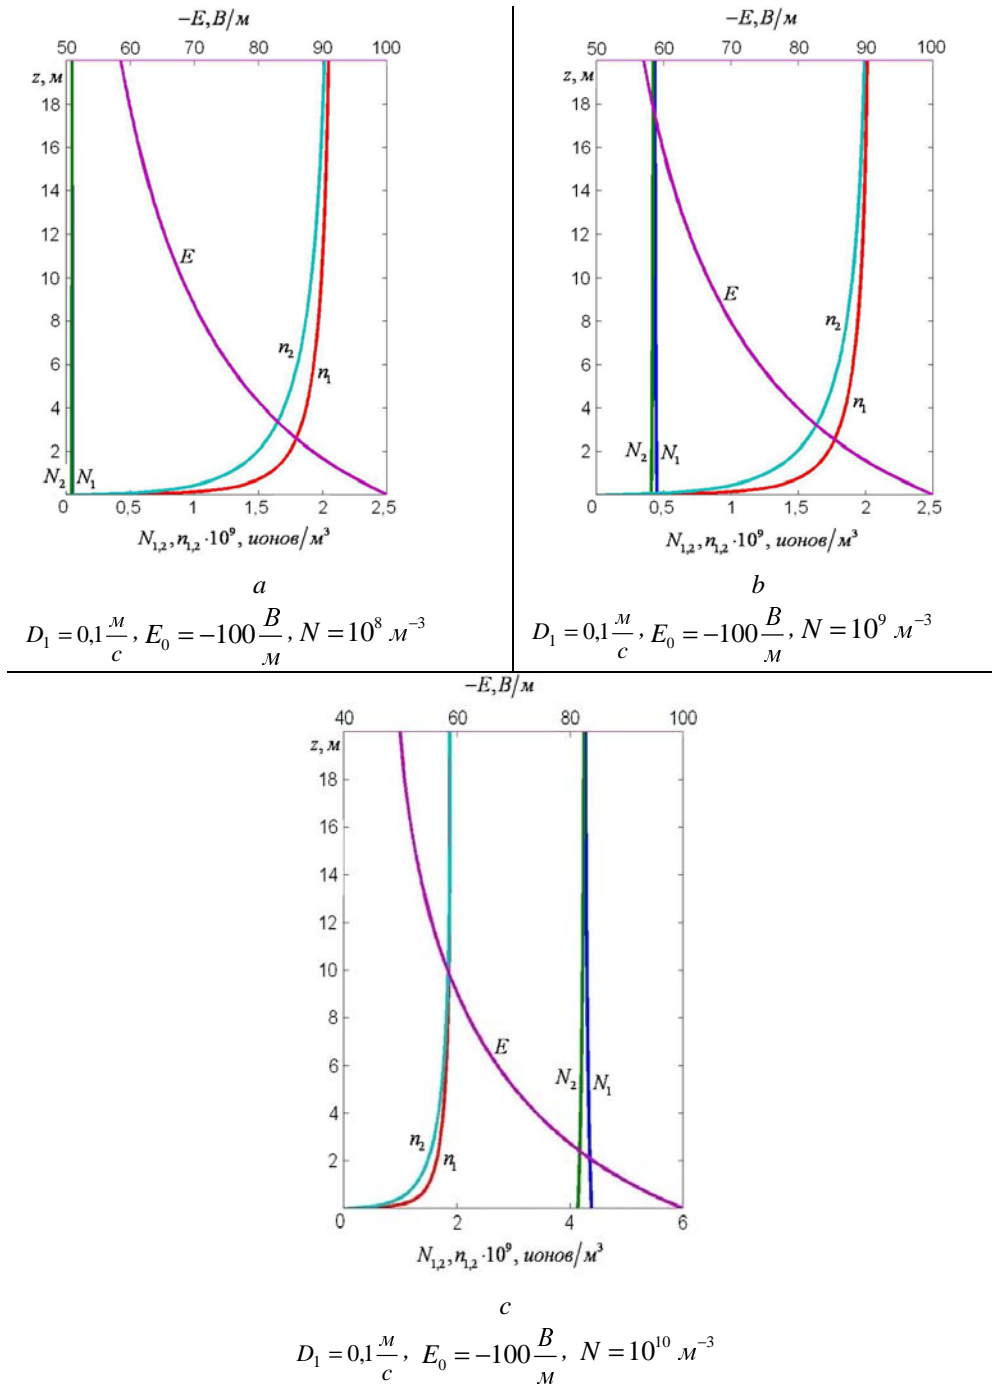 −E, В/м
50 60 70 80 90 100
z, м
18
16
14
12
10
8
6
4
2
E
n₂
n₁
N₂ N₁
0 0,5 1 1,5 2 2,5
N₁,₂, n₁,₂ ·10⁹, ионов/м³
a
D₁ = 0,1 м/с, E₀ = −100 В/м, N = 10⁸ м⁻³
−E, В/м
50 60 70 80 90 100
z, м
18
16
14
12
10
8
6
4
2
E
n₂
n₁
N₂ N₁
0 0,5 1 1,5 2 2,5
N₁,₂, n₁,₂ ·10⁹, ионов/м³
b
D₁ = 0,1 м/с, E₀ = −100 В/м, N = 10⁹ м⁻³
−E, В/м
40 60 80 100
z, м
18
16
14
12
10
8
6
4
2
E
N₂ N₁
n₂
n₁
0 2 4 6
N₁,₂, n₁,₂ ·10⁹, ионов/м³
c
D₁ = 0,1 м/с, E₀ = −100 В/м, N = 10¹⁰ м⁻³